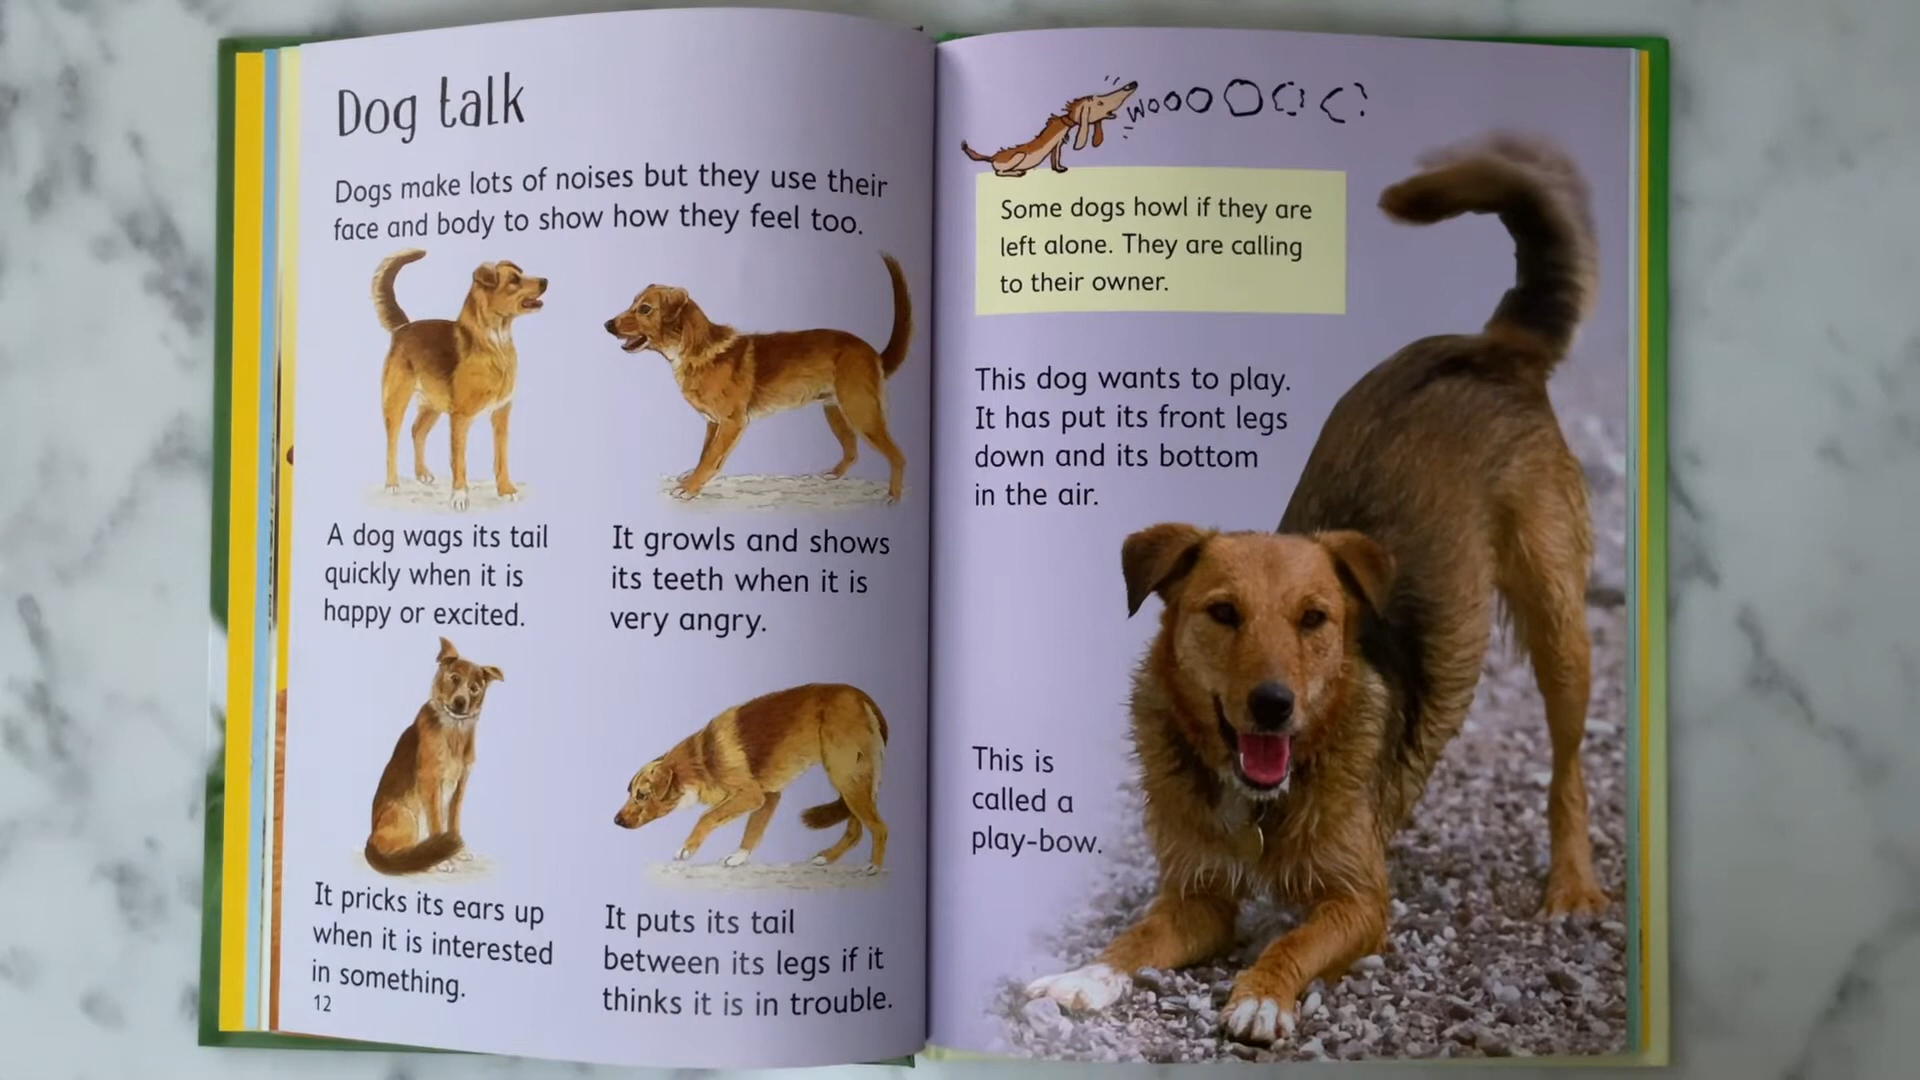 Dog talk
Dogs make lots of noises but they use their
face and body to show how they feel too.
A dog wags its tail
quickly when it is
happy or excited.
It growls and shows
its teeth when it is
very angry.
It pricks its ears up
when it is interested
in something.
It puts its tail
between its legs if it
thinks it is in trouble.
12
WOOOOOO
Some dogs howl if they are
left alone. They are calling
to their owner.
This dog wants to play.
It has put its front legs
down and its bottom
in the air.
This is
called a
play-bow.